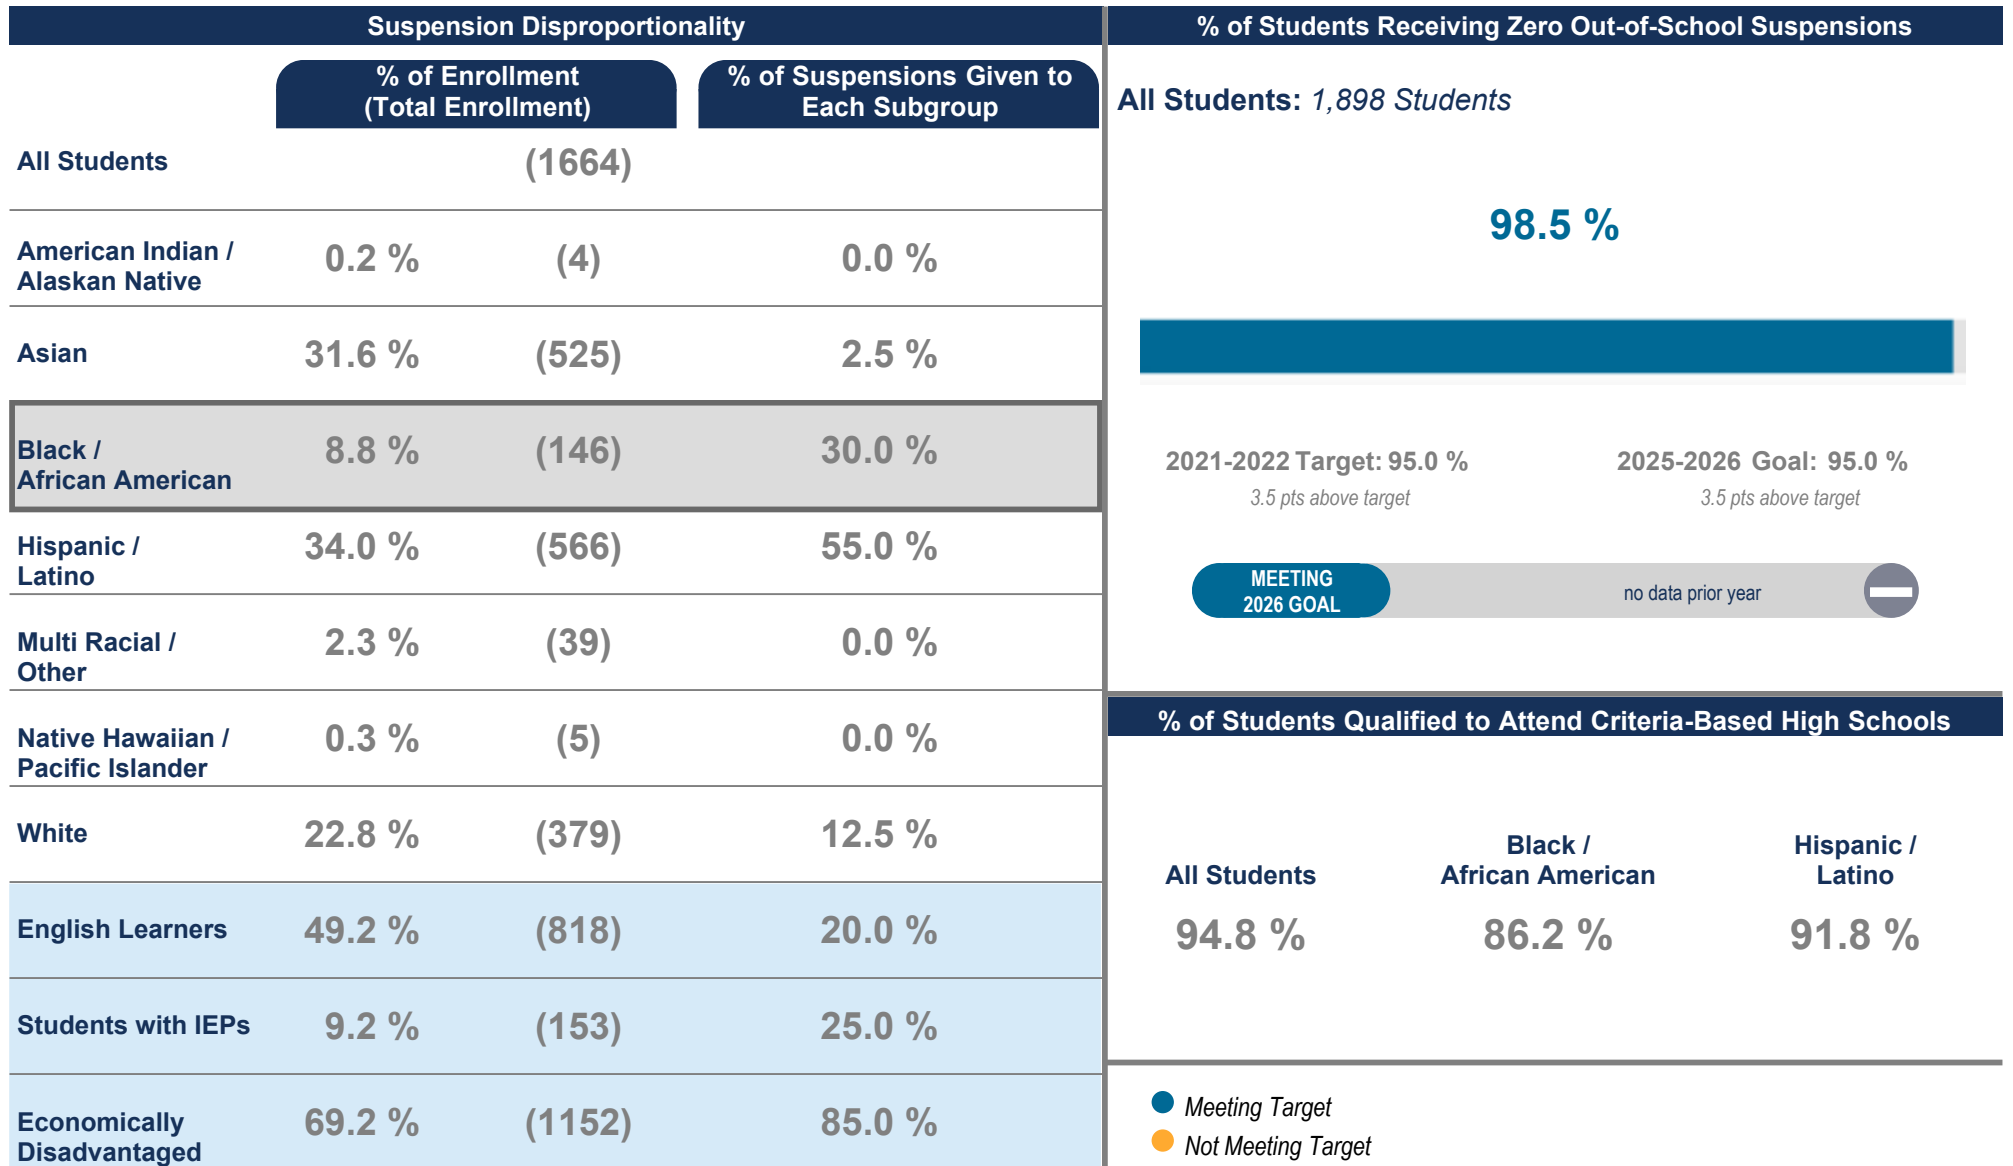 Suspension Disproportionality
% of Enrollment
(Total Enrollment)
% of Suspensions Given to
Each Subgroup
All Students (1664)
American Indian /
Alaskan Native
0.2 % (4) 0.0 %
Asian 31.6 % (525) 2.5 %
Black /
African American
8.8 % (146) 30.0 %
Hispanic /
Latino
34.0 % (566) 55.0 %
Multi Racial /
Other
2.3 % (39) 0.0 %
Native Hawaiian /
Pacific Islander
0.3 % (5) 0.0 %
White 22.8 % (379) 12.5 %
English Learners 49.2 % (818) 20.0 %
Students with IEPs 9.2 % (153) 25.0 %
Economically
Disadvantaged
69.2 % (1152) 85.0 %
% of Students Receiving Zero Out-of-School Suspensions
All Students: 1,898 Students
98.5 %
2021-2022 Target: 95.0 %
3.5 pts above target
2025-2026 Goal: 95.0 %
3.5 pts above target
MEETING
2026 GOAL
no data prior year
% of Students Qualified to Attend Criteria-Based High Schools
All Students
94.8 %
Black /
African American
86.2 %
Hispanic /
Latino
91.8 %
Meeting Target
Not Meeting Target